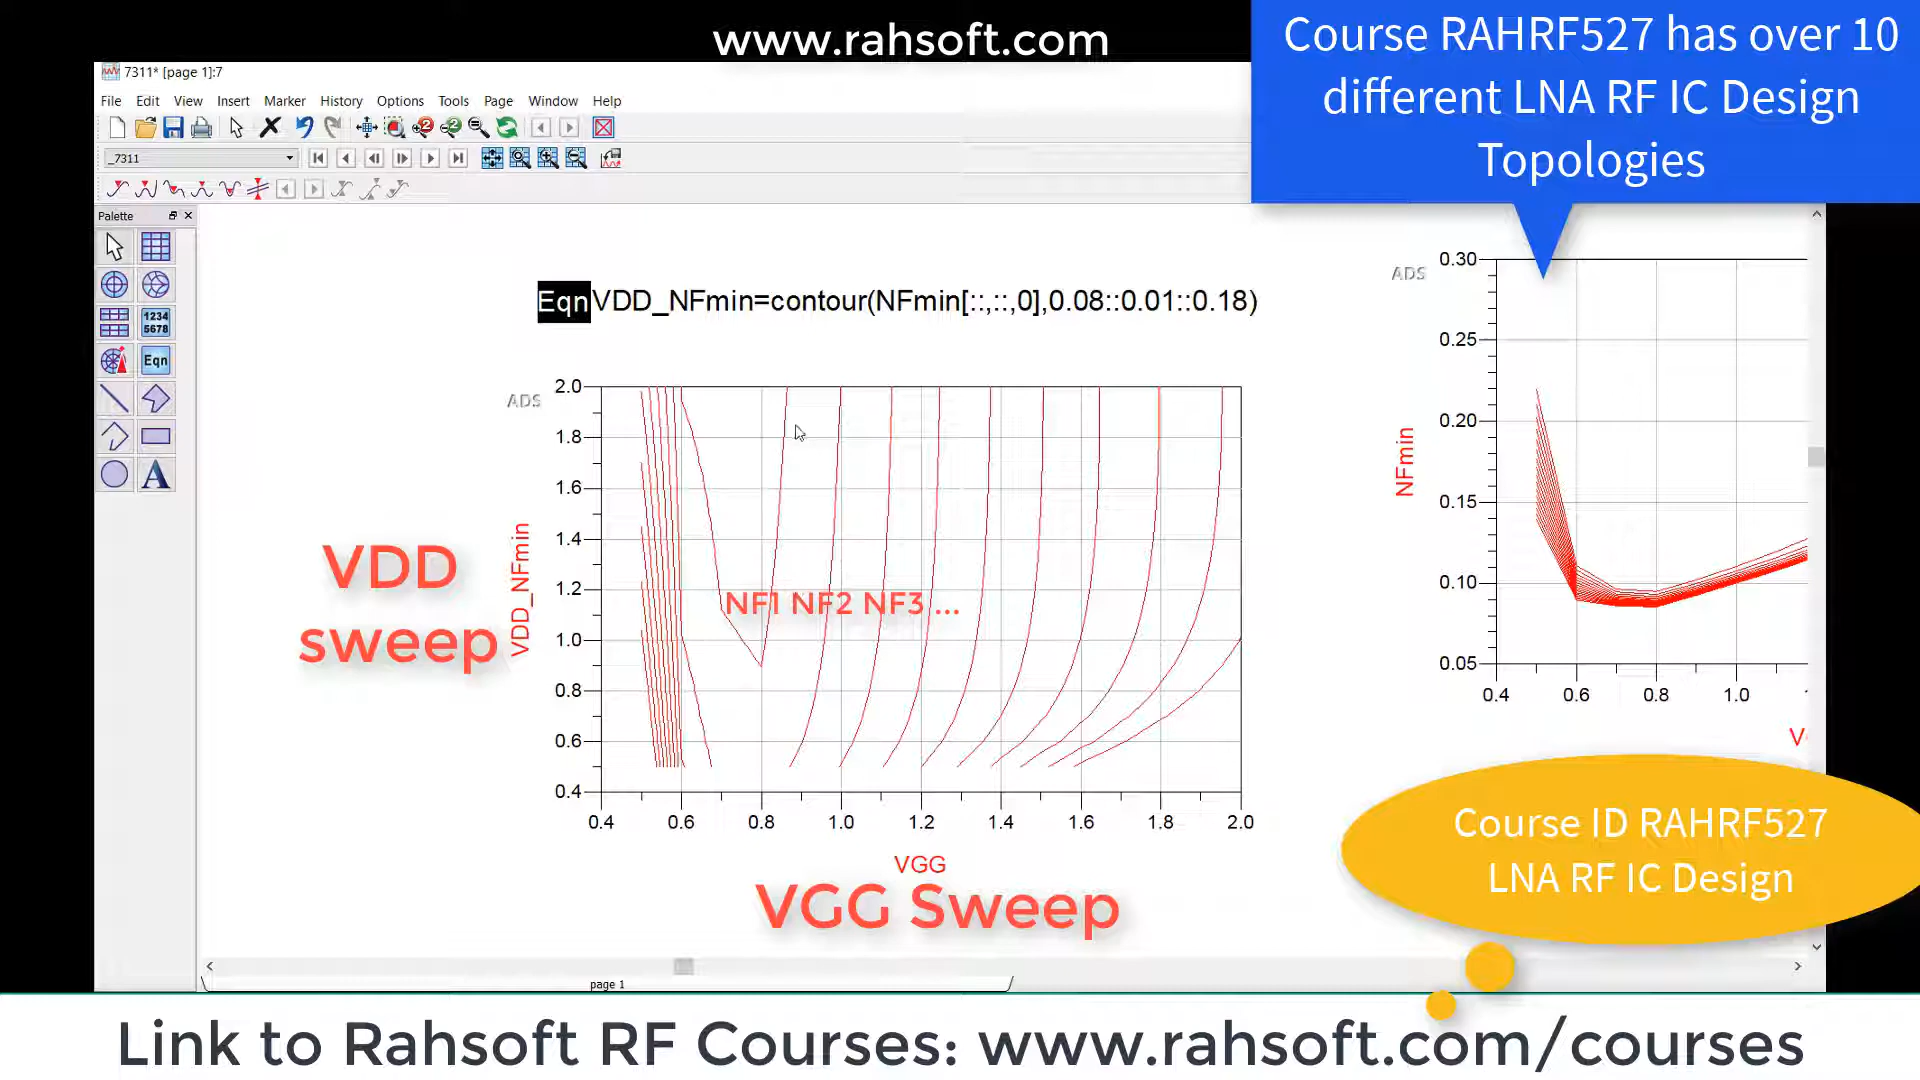 www.rahsoft.com
Course RAHRF527 has over 10
different LNA RF IC Design
Topologies
7311* [page 1]:7
File Edit View Insert Marker History Options Tools Page Window Help
_7311
Palette
1234
5678
Eqn
Eqn VDD_NFmin=contour(NFmin[::,::,0],0.08::0.01::0.18)
ADS
2.0
1.8
1.6
1.4
1.2
1.0
0.8
0.6
0.4
VDD_NFmin
VDD
sweep
NF1 NF2 NF3 ...
0.4 0.6 0.8 1.0 1.2 1.4 1.6 1.8 2.0
VGG
VGG Sweep
ADS
0.30
0.25
0.20
0.15
0.10
0.05
NFmin
0.4 0.6 0.8 1.0
Course ID RAHRF527
LNA RF IC Design
page 1
Link to Rahsoft RF Courses: www.rahsoft.com/courses